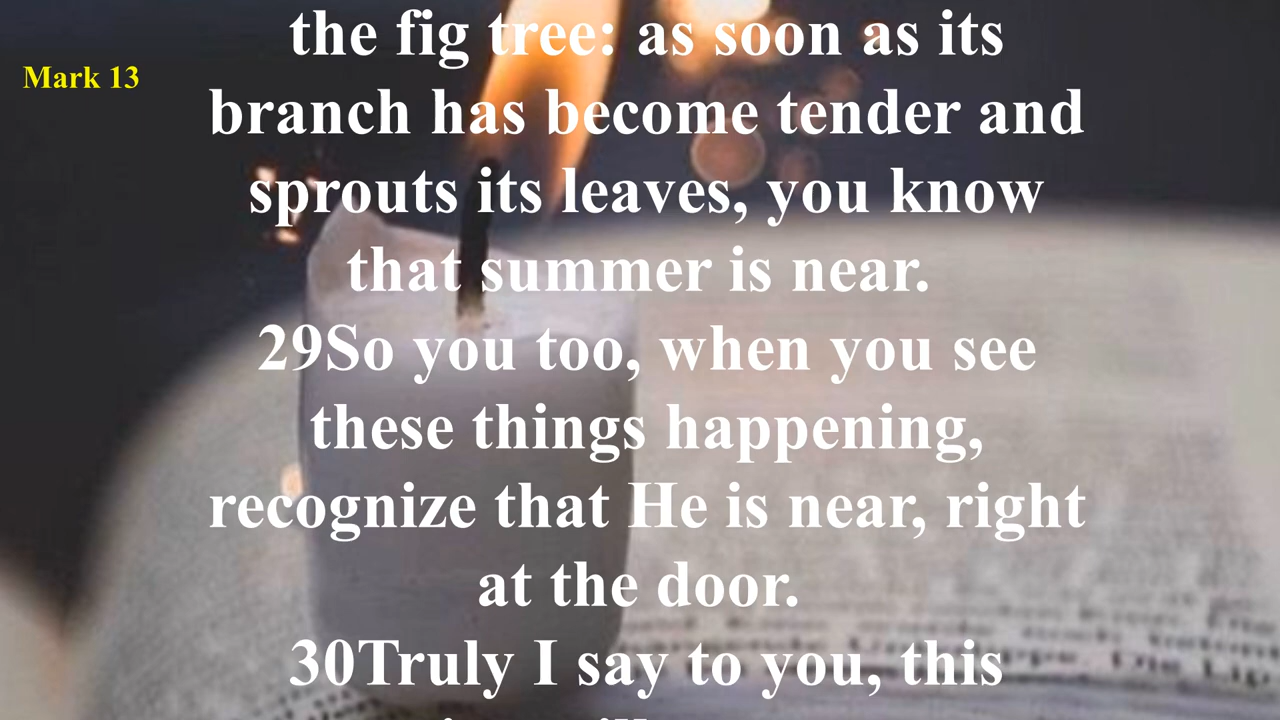 the fig tree: as soon as its
Mark 13
branch has become tender and
sprouts its leaves, you know
that summer is near.
29So you too, when you see
these things happening,
recognize that He is near, right
at the door.
30Truly I say to you, this